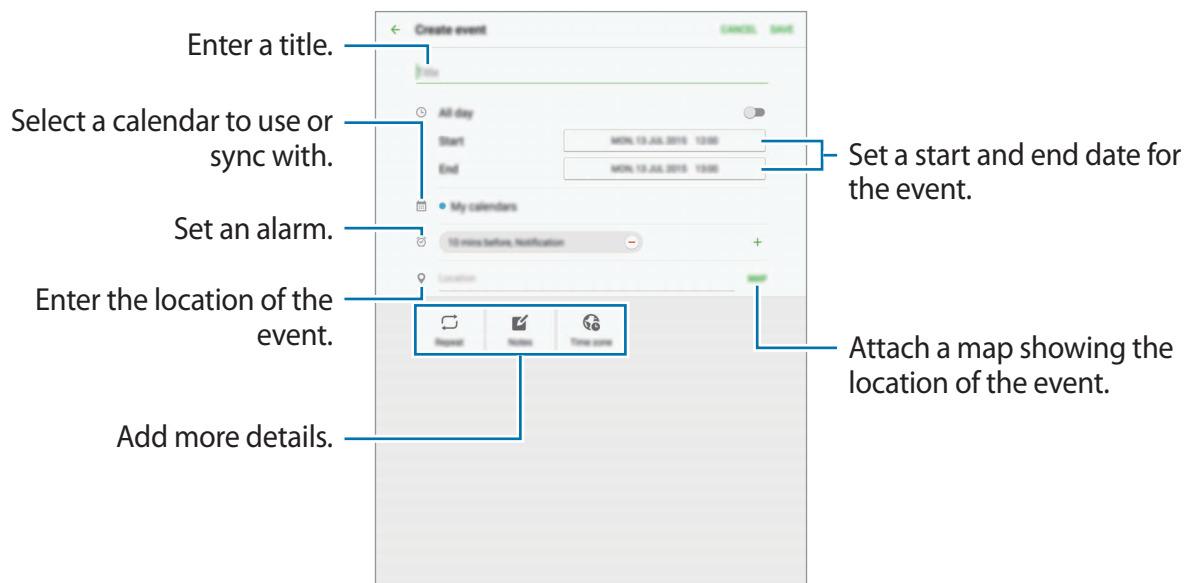 Create event
CANCEL SAVE
Enter a title.
Title
All day
Select a calendar to use or
sync with.
Start MON, 13 JUL 2015 12:00
End MON, 13 JUL 2015 13:00
Set a start and end date for
the event.
My calendars
Set an alarm.
10 mins before, Notification
Enter the location of the
event.
Location
MAP
Repeat
Notes
Time zone
Attach a map showing the
location of the event.
Add more details.